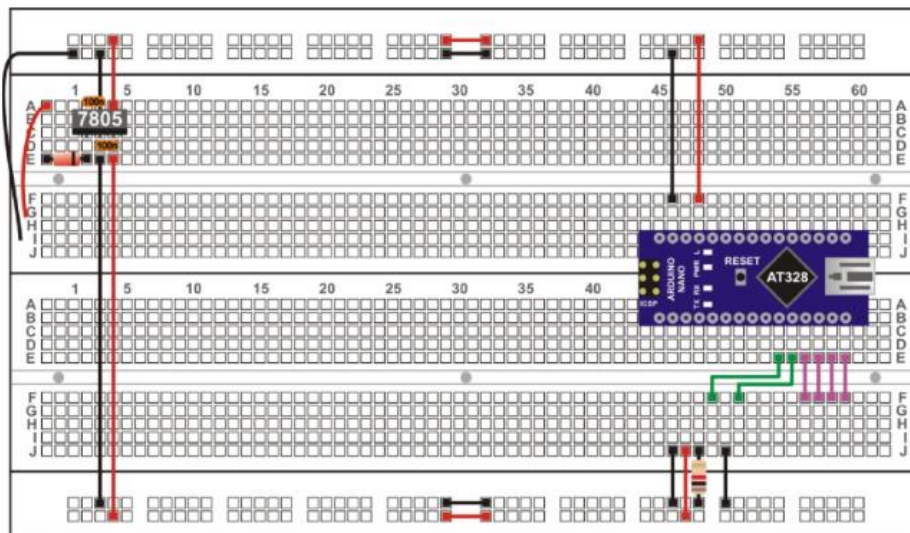 1 5 10 15 20 25 30 35 40 45 50 55 60
A A
100n
B B
7805
C C
D D
100n
E E
F F
G G
H H
I I
J J
L
RESET
Pwr
ARDUINO
NANO
AT328
RX
TX
ICSP
1 5 10 15 20 25 30 35 40
A A
B B
C C
D D
E E
F F
G G
H H
I I
J J